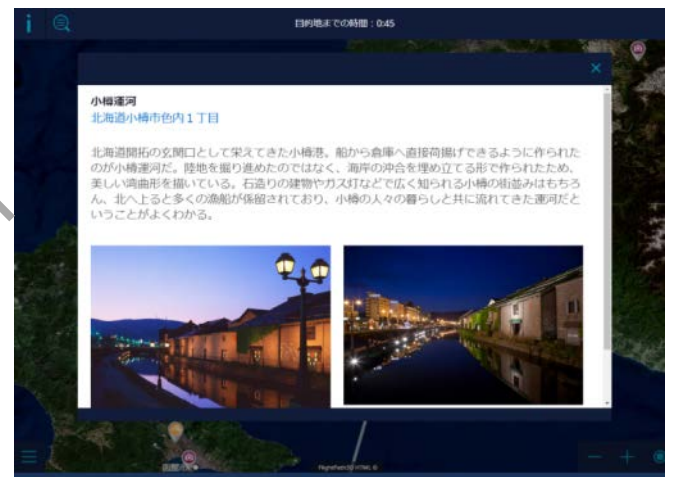 目的地までの時間：0:45
小樽運河
北海道小樽市色内１丁目
北海道開拓の玄関口として栄えてきた小樽港。船から倉庫へ直接荷揚げできるように作られた
のが小樽運河だ。陸地を掘り進めたのではなく、海岸の沖合を埋め立てる形で作られたため、
美しい湾曲形を描いている。石造りの建物やガス灯などで広く知られる小樽の街並みはもちろ
ん、北へ上ると多くの漁船が係留されており、小樽の人々の暮らしと共に流れてきた運河だと
いうことがよくわかる。